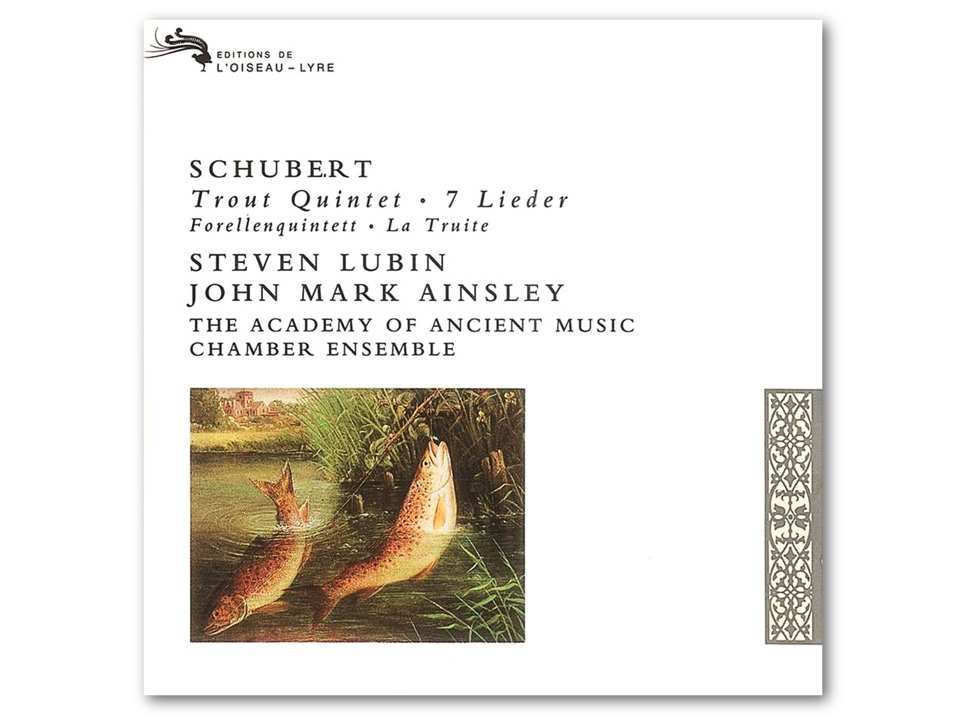 EDITIONS DE
L'OISEAU-LYRE
SCHUBERT
Trout Quintet • 7 Lieder
Forellenquintett • La Truite
STEVEN LUBIN
JOHN MARK AINSLEY
THE ACADEMY OF ANCIENT MUSIC
CHAMBER ENSEMBLE